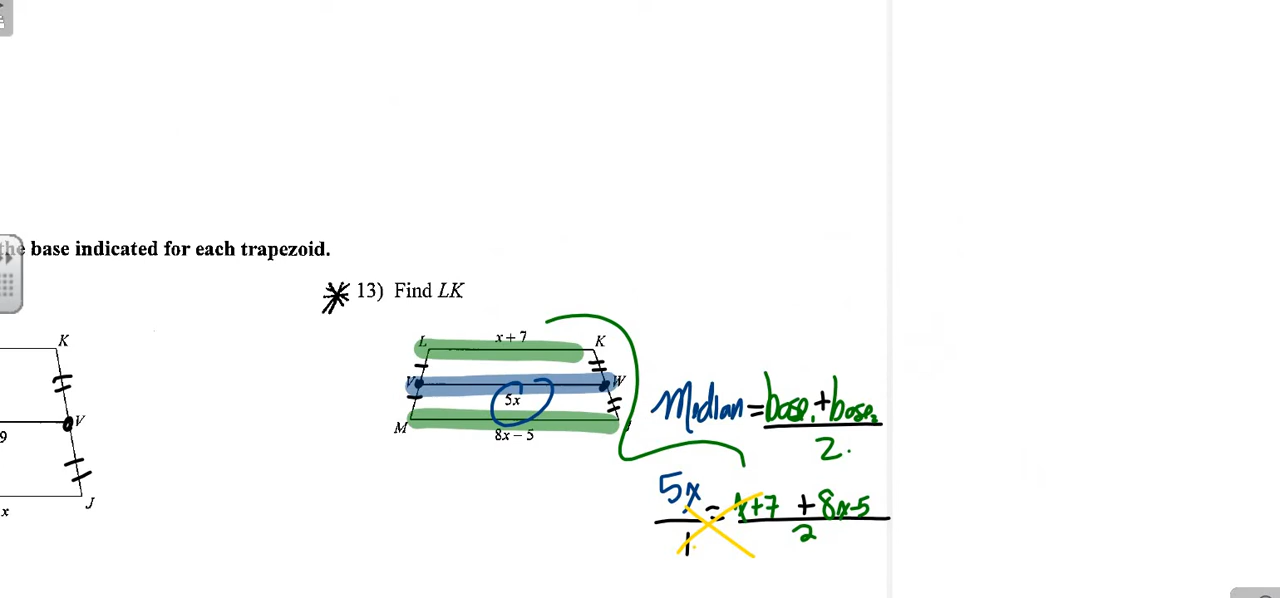 the base indicated for each trapezoid.
13) Find LK
K
V
9
J
x
L
x + 7
K
V
W
5x
M
8x − 5
Median = base₁ + base₂
2.
5x = x+7 + 8x-5
1
2